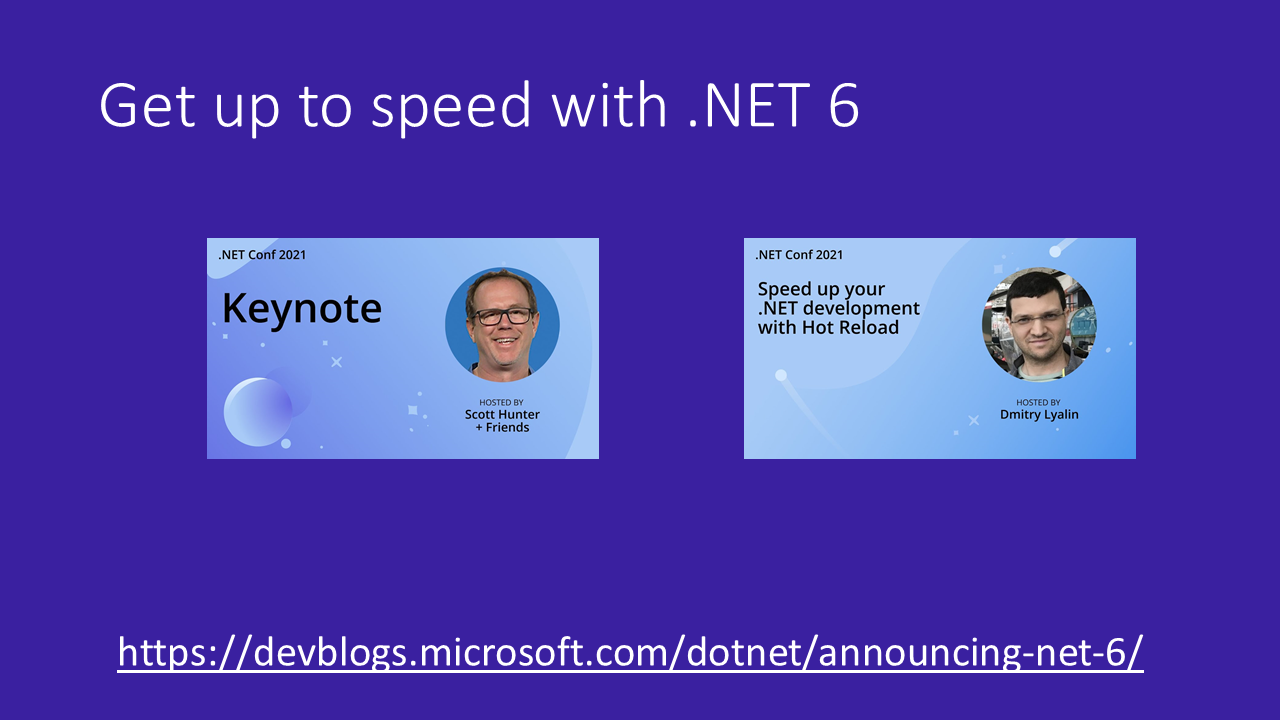 Get up to speed with .NET 6
.NET Conf 2021
Keynote
HOSTED BY
Scott Hunter
+ Friends
.NET Conf 2021
Speed up your
.NET development
with Hot Reload
HOSTED BY
Dmitry Lyalin
https://devblogs.microsoft.com/dotnet/announcing-net-6/